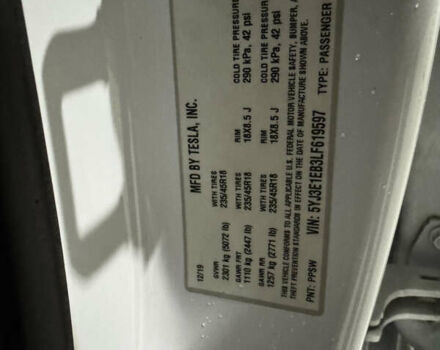 MFD BY TESLA, INC.
12/19
GVWR
2301 kg (5072 lb)
GAWR FRT WITH TIRES RIM COLD TIRE PRESSURE
1110 kg (2447 lb) 235/45R18 18X8.5 J 290 kPa, 42 psi
GAWR RR WITH TIRES RIM COLD TIRE PRESSURE
1257 kg (2771 lb) 235/45R18 18X8.5 J 290 kPa, 42 psi
THIS VEHICLE CONFORMS TO ALL APPLICABLE U.S. FEDERAL MOTOR VEHICLE SAFETY, BUMPER,
THEFT PREVENTION STANDARDS IN EFFECT ON THE DATE OF MANUFACTURE SHOWN ABOVE.
PNT: PPSW VIN: 5YJ3E1EB3LF619597 TYPE: PASSENGER